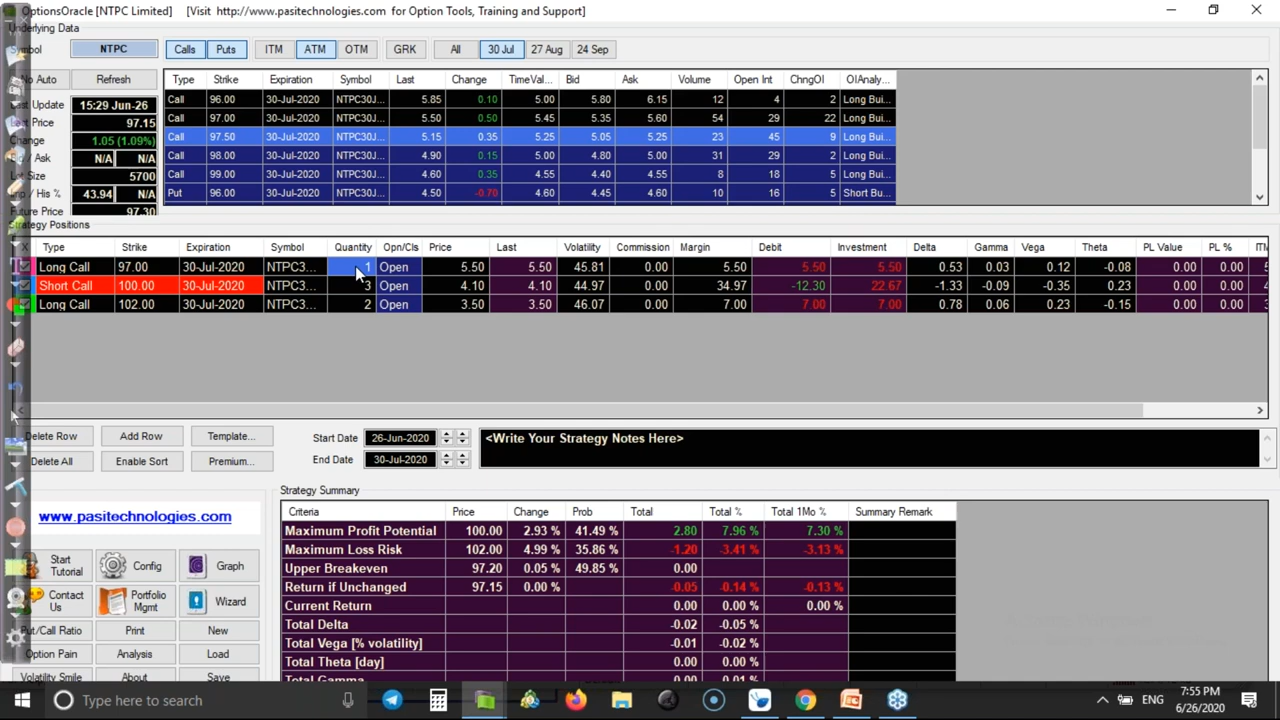 OptionsOracle [NTPC Limited] [Visit http://www.pasitechnologies.com for Option Tools, Training and Support]
Underlying Data
NTPC Calls Puts ITM ATM OTM GRK All 30 Jul 27 Aug 24 Sep
No Auto Refresh
Type Strike Expiration Symbol Last Change TimeVal... Bid Ask Volume Open Int ChngOI OIAnaly...
Call 96.00 30-Jul-2020 NTPC30J... 5.85 0.10 5.00 5.80 6.15 12 4 2 Long Bui...
Call 97.00 30-Jul-2020 NTPC30J... 5.50 0.50 5.45 5.35 5.60 54 29 22 Long Bui...
Call 97.50 30-Jul-2020 NTPC30J... 5.15 0.35 5.25 5.05 5.25 23 45 9 Long Bui...
Call 98.00 30-Jul-2020 NTPC30J... 4.90 0.15 5.00 4.80 5.00 31 29 2 Long Bui...
Call 99.00 30-Jul-2020 NTPC30J... 4.60 0.35 4.60 4.40 4.55 8 18 5 Long Bui...
Put 96.00 30-Jul-2020 NTPC30J... 4.50 -0.70 4.60 4.45 4.60 10 16 5 Short Bu...
Last Update 15:29 Jun-26
Last Price 97.15
Change 1.05 (1.09%)
/ Ask N/A N/A
Lot Size 5700
/ His % 43.94 N/A
Future Price 97.30
Strategy Positions
X Type Strike Expiration Symbol Quantity Opn/Cls Price Last Volatility Commission Margin Debit Investment Delta Gamma Vega Theta PL Value PL % ITM
Long Call 97.00 30-Jul-2020 NTPC3... 1 Open 5.50 5.50 45.81 0.00 5.50 5.50 5.50 0.53 0.03 0.12 -0.08 0.00 0.00
Short Call 100.00 30-Jul-2020 NTPC3... 3 Open 4.10 4.10 44.97 0.00 34.97 -12.30 22.67 -1.33 -0.09 -0.35 0.23 0.00 0.00
Long Call 102.00 30-Jul-2020 NTPC3... 2 Open 3.50 3.50 46.07 0.00 7.00 7.00 7.00 0.78 0.06 0.23 -0.15 0.00 0.00
Delete Row Add Row Template... Start Date 26-Jun-2020 <Write Your Strategy Notes Here>
Delete All Enable Sort Premium... End Date 30-Jul-2020
www.pasitechnologies.com
Start Tutorial Config Graph
Contact Us Portfolio Mgmt Wizard
Put/Call Ratio Print New
Option Pain Analysis Load
Volatility Smile About Save
Strategy Summary
Criteria Price Change Prob Total Total % Total 1Mo % Summary Remark
Maximum Profit Potential 100.00 2.93 % 41.49 % 2.80 7.96 % 7.30 %
Maximum Loss Risk 102.00 4.99 % 35.86 % -1.20 -3.41 % -3.13 %
Upper Breakeven 97.20 0.05 % 49.85 % 0.00
Return if Unchanged 97.15 0.00 % -0.05 -0.14 % -0.13 %
Current Return 0.00 0.00 % 0.00 %
Total Delta -0.02 -0.05 %
Total Vega [% volatility] -0.01 -0.02 %
Total Theta [day] 0.00 0.00 %
Total Gamma 0.00 0.01 %
Type here to search
ENG
7:55 PM
6/26/2020